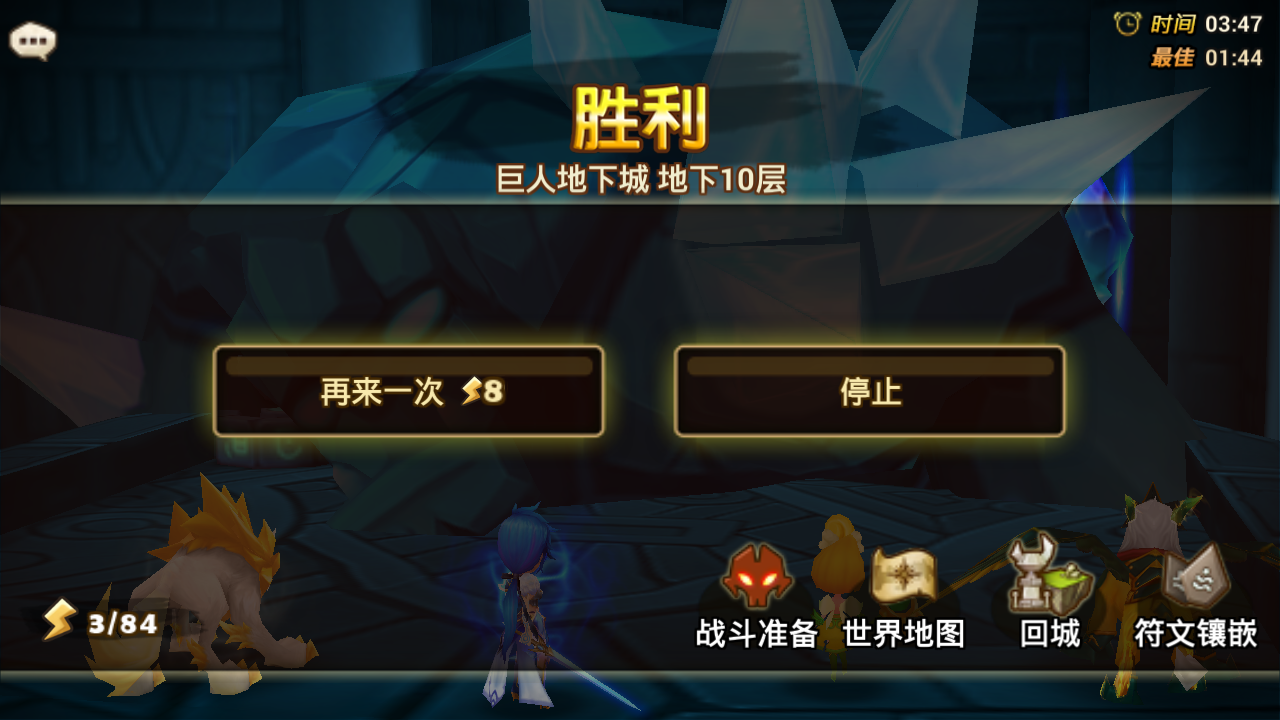 时间 03:47
最佳 01:44
胜利
巨人地下城 地下10层
再来一次 8
停止
3/84
战斗准备
世界地图
回城
符文镶嵌